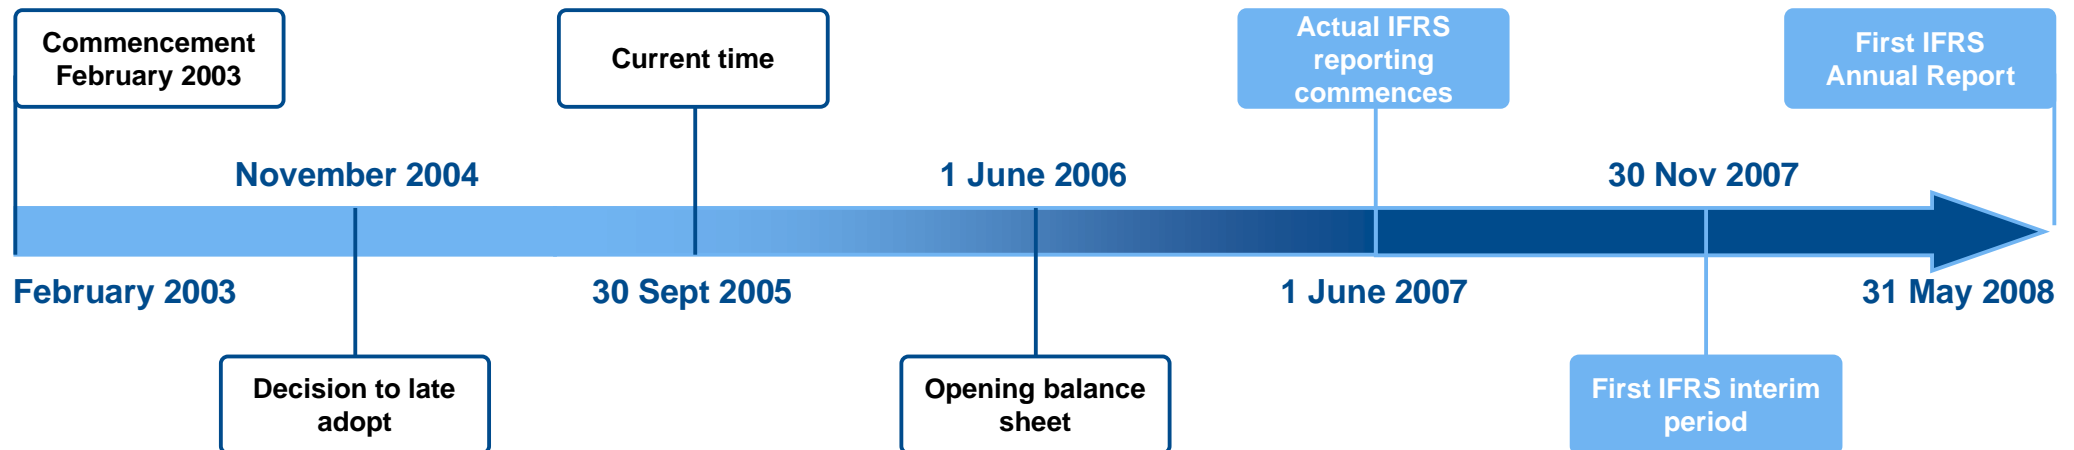 Commencement
February 2003
Current time
Actual IFRS
reporting
commences
First IFRS
Annual Report
November 2004
1 June 2006
30 Nov 2007
February 2003
30 Sept 2005
1 June 2007
31 May 2008
Decision to late
adopt
Opening balance
sheet
First IFRS interim
period